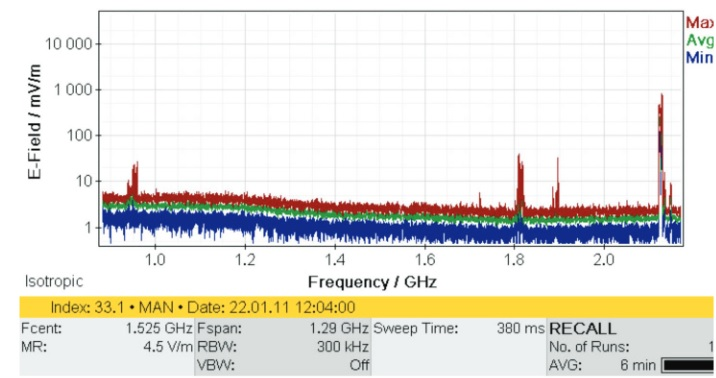 Max
Avg
Min
E-Field / mV/m
10 000
1 000
100
10
1
1.0 1.2 1.4 1.6 1.8 2.0
Isotropic Frequency / GHz
Index: 33.1 • MAN • Date: 22.01.11 12:04:00
Fcent: 1.525 GHz Fspan: 1.29 GHz Sweep Time: 380 ms RECALL
MR: 4.5 V/m RBW: 300 kHz No. of Runs: 1
VBW: Off AVG: 6 min